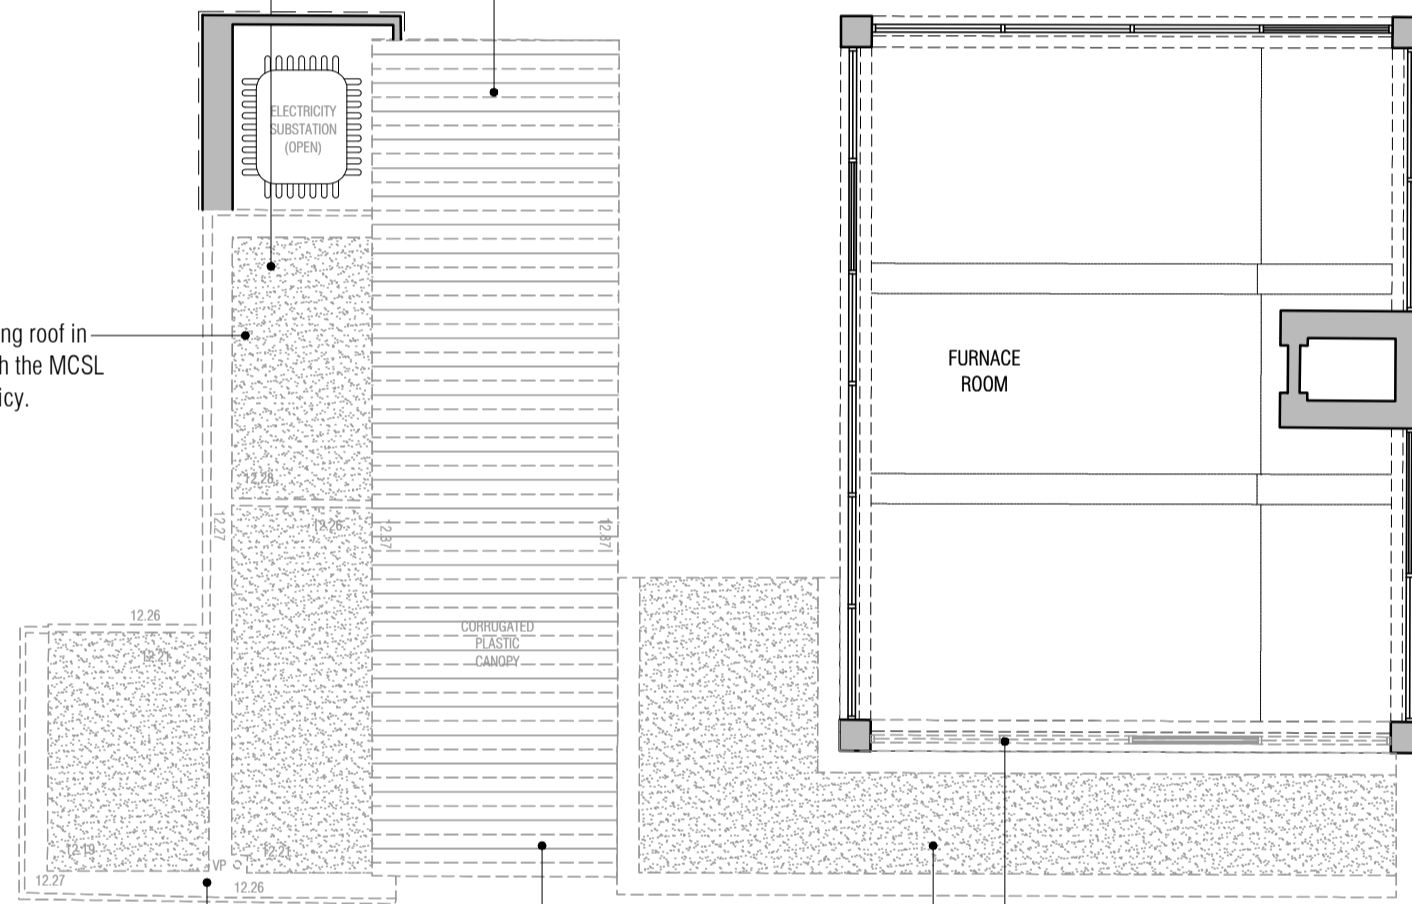 ELECTRICITY
SUBSTATION
(OPEN)
ng roof in
h the MCSL
icy.
FURNACE
ROOM
12.28
12.27
12.26
12.37
12.37
12.26
12.21
CORRUGATED
PLASTIC
CANOPY
12.19
VP
12.21
12.27
12.26